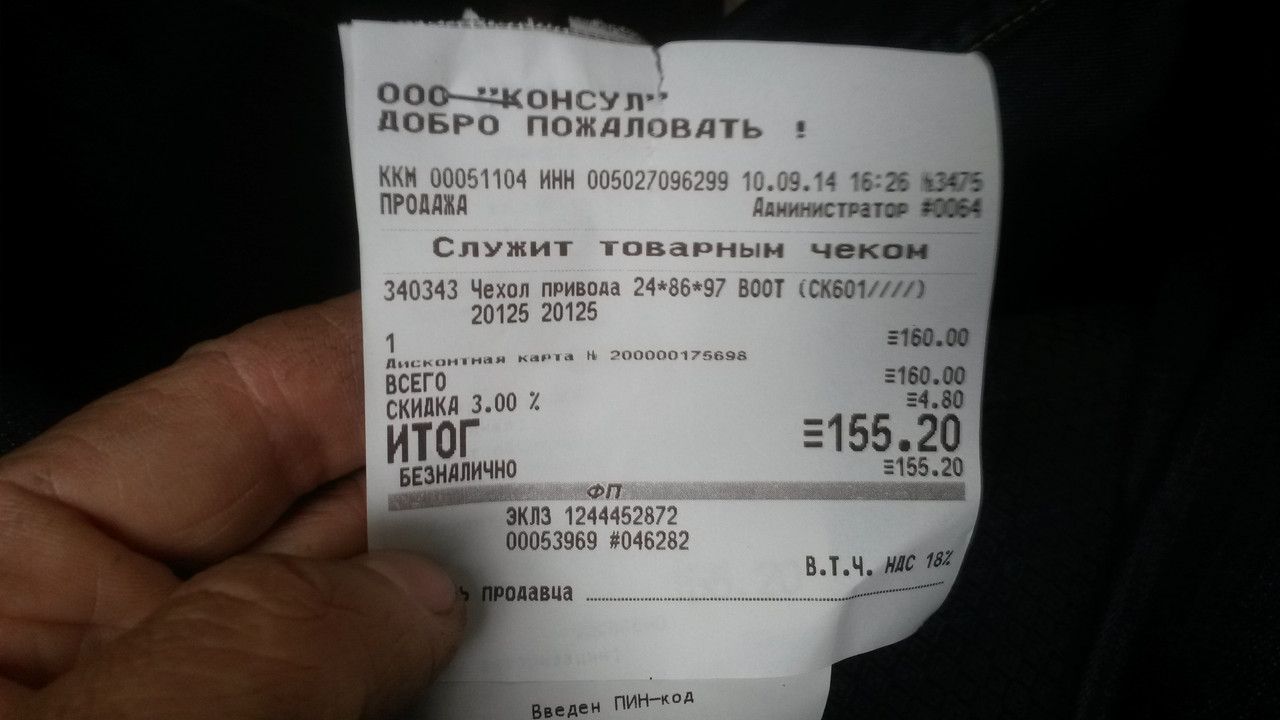 ООО "КОНСУЛ"
ДОБРО ПОЖАЛОВАТЬ !
ККМ 00051104 ИНН 005027096299 10.09.14 16:26 №3475
ПРОДАЖА Администратор #0064
Служит товарным чеком
340343 Чехол привода 24*86*97 BOOT (CK601////)
20125 20125
1 ≡160.00
Дисконтная карта № 200000175698
ВСЕГО ≡160.00
СКИДКА 3.00 % ≡4.80
ИТОГ ≡155.20
БЕЗНАЛИЧНО ≡155.20
ФП
ЭКЛЗ 1244452872
00053969 #046282
В.Т.Ч. НДС 18%
продавца
Введен ПИН-код